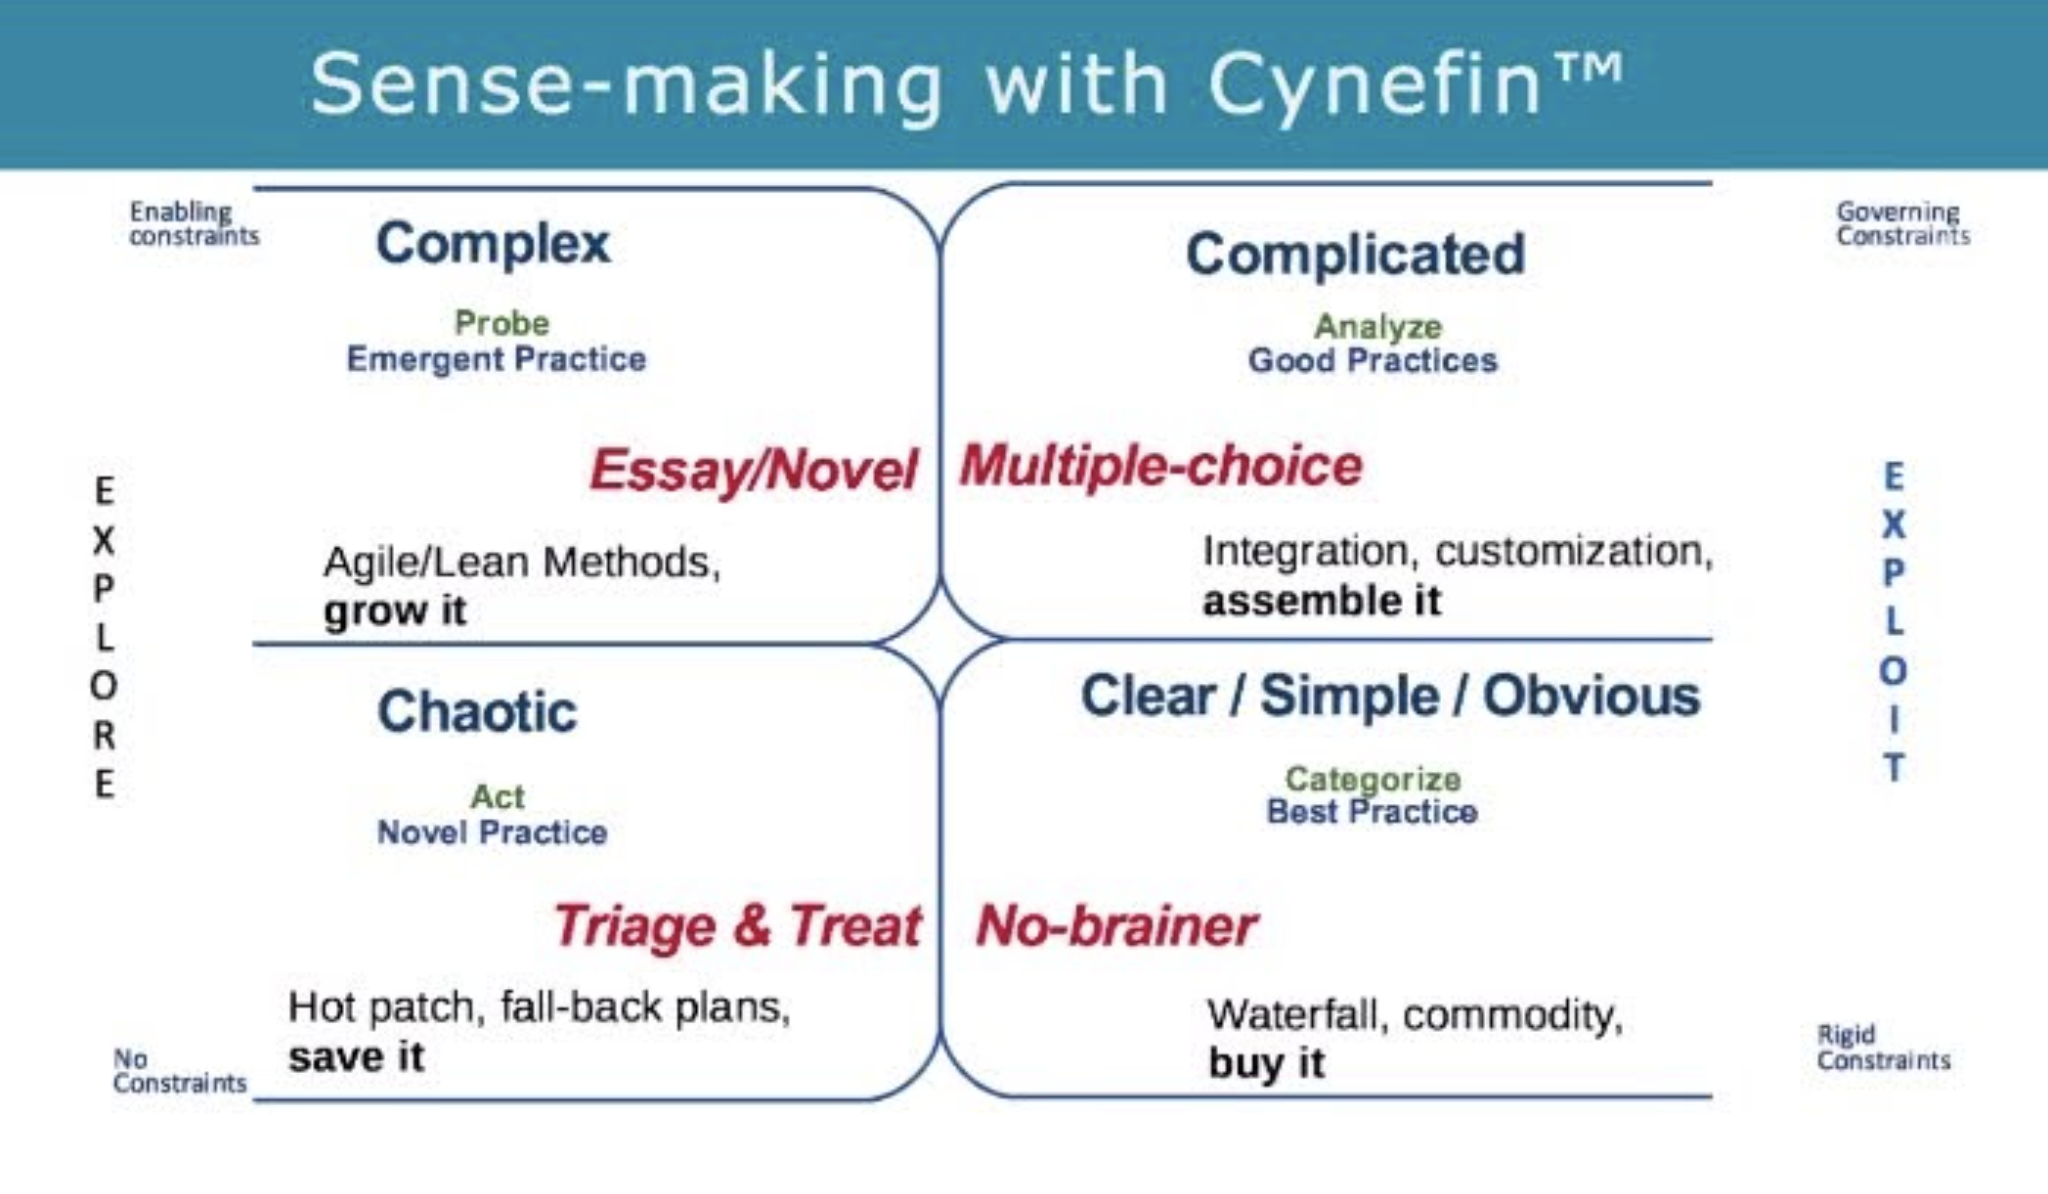 Sense-making with Cynefin™
Enabling
constraints
Complex
Probe
Emergent Practice
Essay/Novel
Agile/Lean Methods,
grow it
Governing
Constraints
Complicated
Analyze
Good Practices
Multiple-choice
Integration, customization,
assemble it
EXPLORE
EXPLOIT
Chaotic
Act
Novel Practice
Triage & Treat
Hot patch, fall-back plans,
save it
No
Constraints
Clear / Simple / Obvious
Categorize
Best Practice
No-brainer
Waterfall, commodity,
buy it
Rigid
Constraints